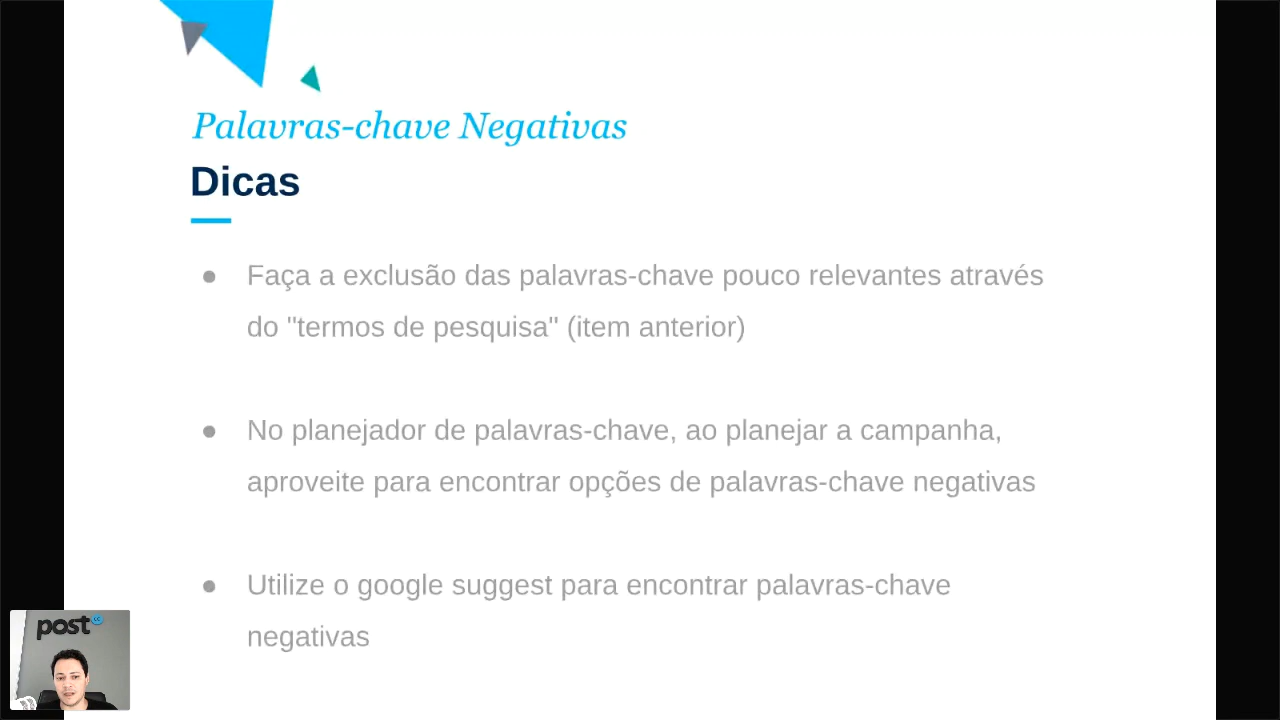 Palavras-chave Negativas
Dicas
● Faça a exclusão das palavras-chave pouco relevantes através
do "termos de pesquisa" (item anterior)
● No planejador de palavras-chave, ao planejar a campanha,
aproveite para encontrar opções de palavras-chave negativas
● Utilize o google suggest para encontrar palavras-chave
negativas
post